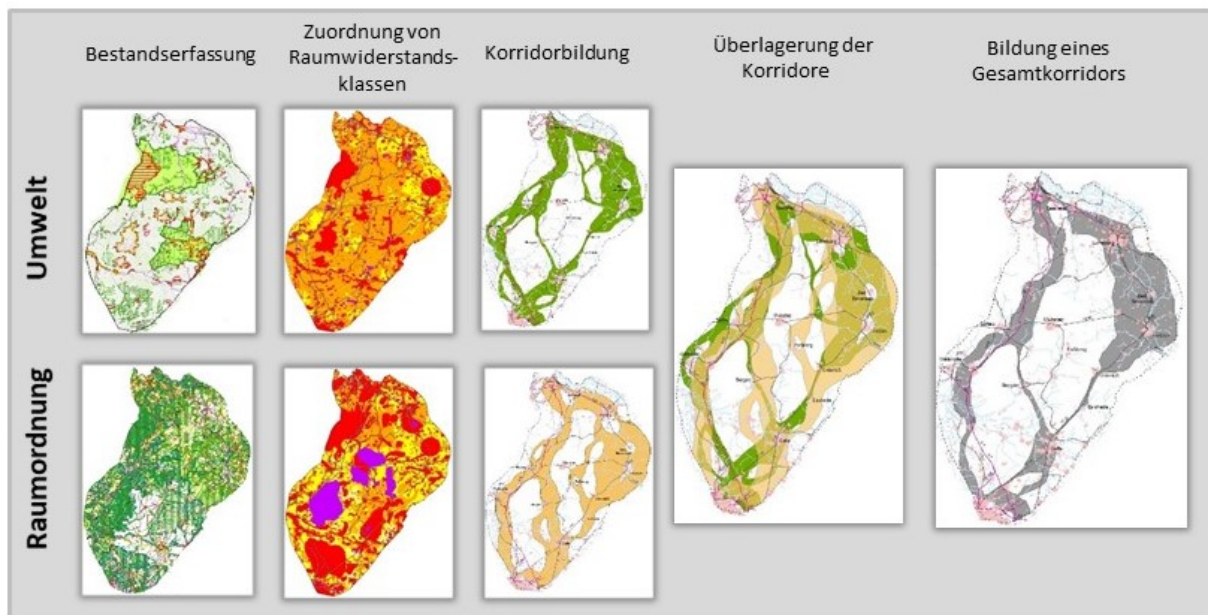 Bestandserfassung
Zuordnung von
Raumwiderstands-
klassen
Korridorbildung
Überlagerung der
Korridore
Bildung eines
Gesamtkorridors
Umwelt
Raumordnung